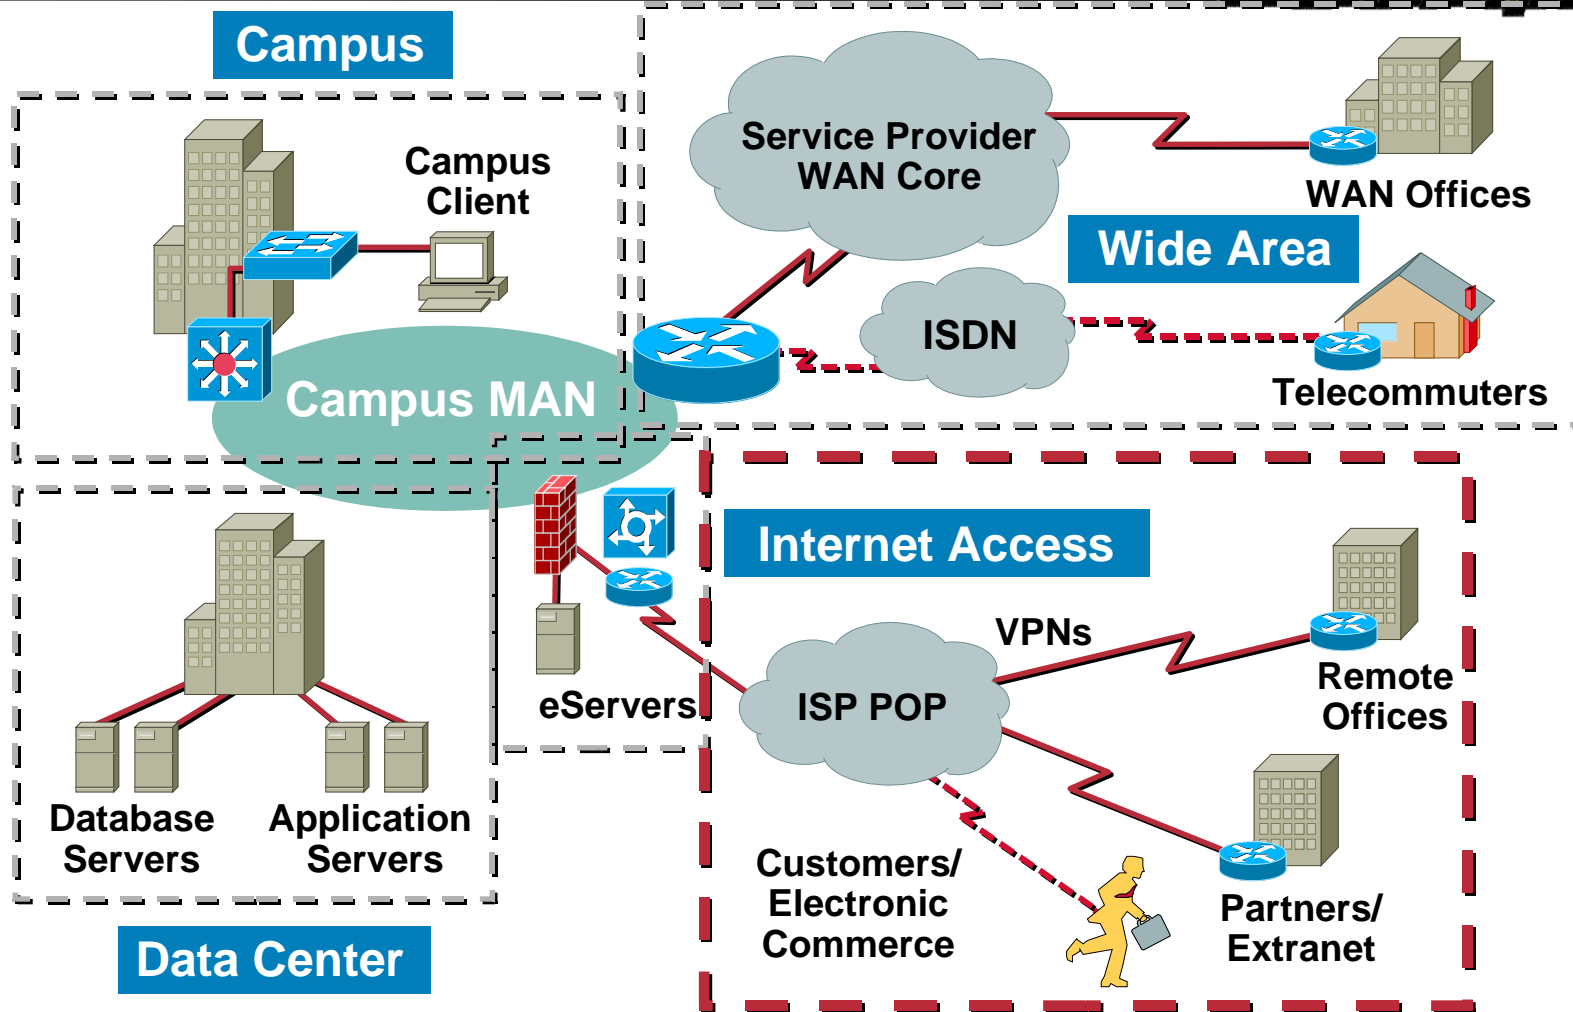 Campus
Campus
Client
Campus MAN
Service Provider
WAN Core
WAN Offices
Wide Area
ISDN
Telecommuters
Internet Access
VPNs
ISP POP
Remote
Offices
eServers
Database
Servers
Application
Servers
Customers/
Electronic
Commerce
Partners/
Extranet
Data Center